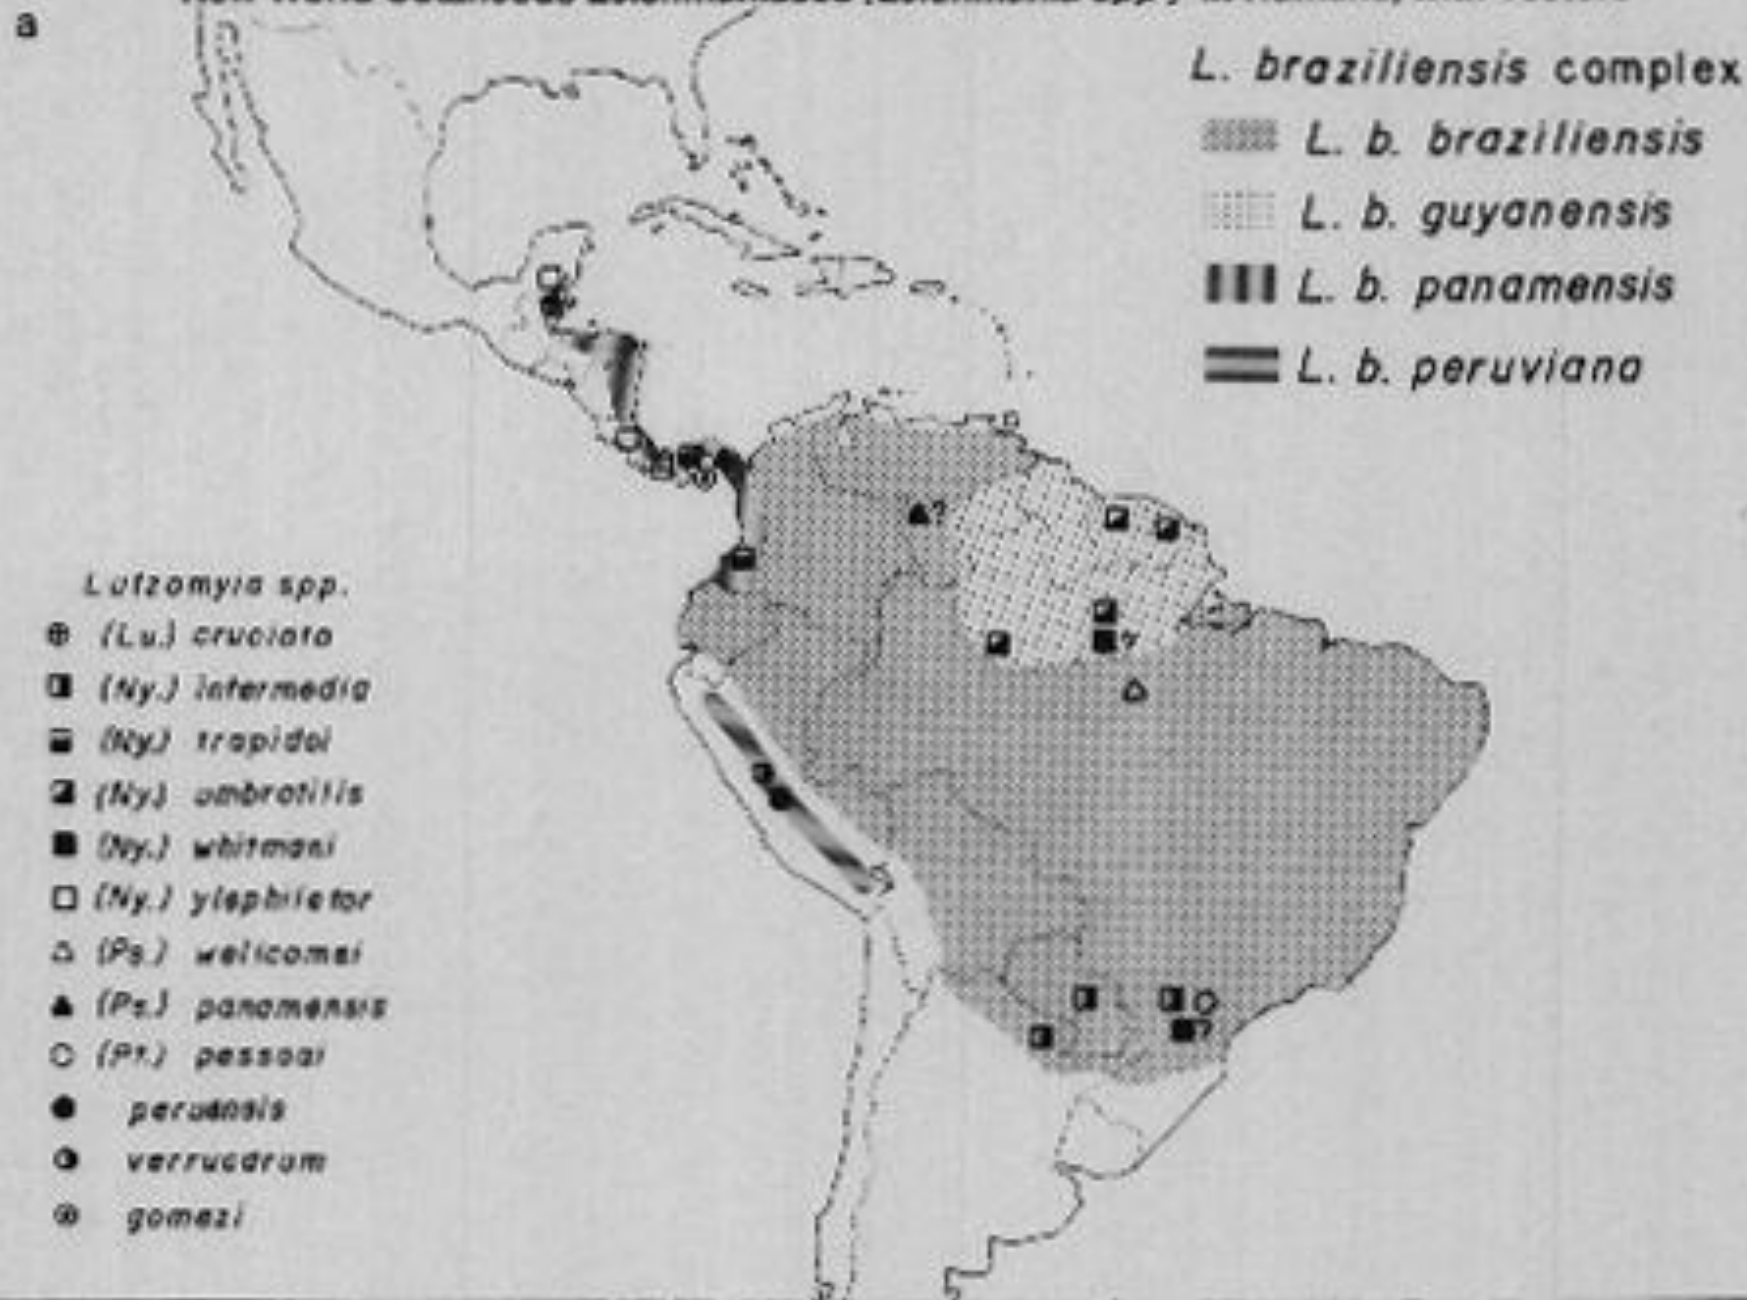 a
L. braziliensis complex
L. b. braziliensis
L. b. guyanensis
L. b. panamensis
L. b. peruviana
?
?
?
Lutzomyia spp.
(Lu.) cruciata
(Ny.) intermedia
(Ny.) trapidoi
(Ny.) umbratilis
(Ny.) whitmani
(Ny.) ylephiletor
(Ps.) wellcomei
(Ps.) panamensis
(Pt.) pessoai
peruensis
verrucarum
gomezi